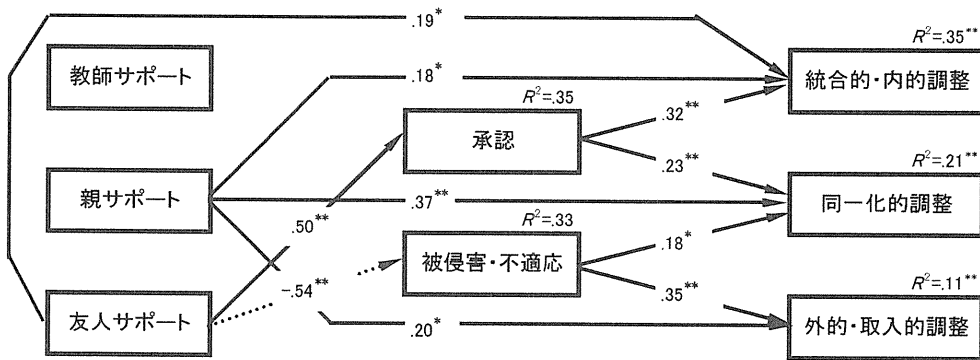 .19*
R²=.35**
教師サポート
.18*
統合的・内的調整
R²=.35
.32**
承認
.23**
R²=.21**
親サポート
.37**
同一化的調整
.50**
R²=.33
.18*
被侵害・不適応
-.54**
.35**
R²=.11**
友人サポート
.20*
外的・取入的調整